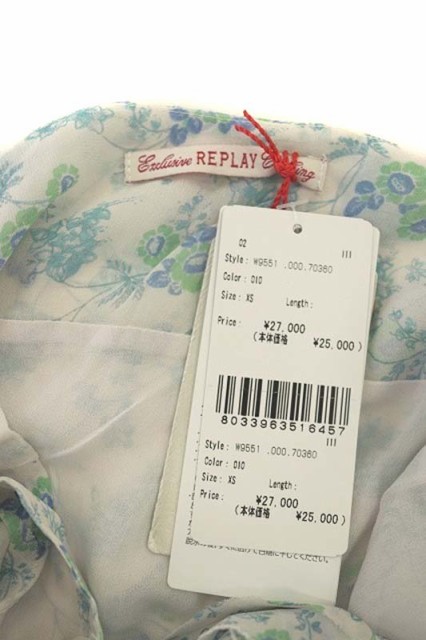 Exclusive REPLAY
02
III
Style: W9551 .000.70360
Color: 010
Size: XS Length:
Price: ¥27,000
(本体価格 ¥25,000)
8033963516457
III
Style: W9551 .000.70360
Color: 010
Size: XS Length:
Price: ¥27,000
(本体価格 ¥25,000)